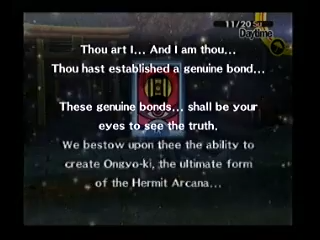 11/20 Su
Daytime
Thou art I... And I am thou...
Thou hast established a genuine bond...
These genuine bonds... shall be your
eyes to see the truth.
We bestow upon thee the ability to
create Ongyo-ki, the ultimate form
of the Hermit Arcana...